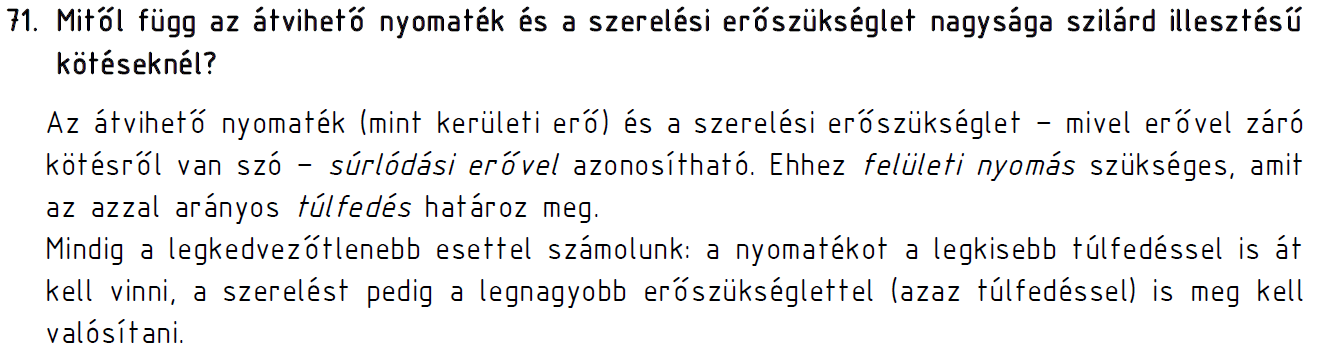 71. Mitől függ az átvihető nyomaték és a szerelési erőszükséglet nagysága szilárd illesztésű
kötéseknél?
Az átvihető nyomaték (mint kerületi erő) és a szerelési erőszükséglet – mivel erővel záró
kötésről van szó – súrlódási erővel azonosítható. Ehhez felületi nyomás szükséges, amit
az azzal arányos túlfedés határoz meg.
Mindig a legkedvezőtlenebb esettel számolunk: a nyomatékot a legkisebb túlfedéssel is át
kell vinni, a szerelést pedig a legnagyobb erőszükséglettel (azaz túlfedéssel) is meg kell
valósítani.